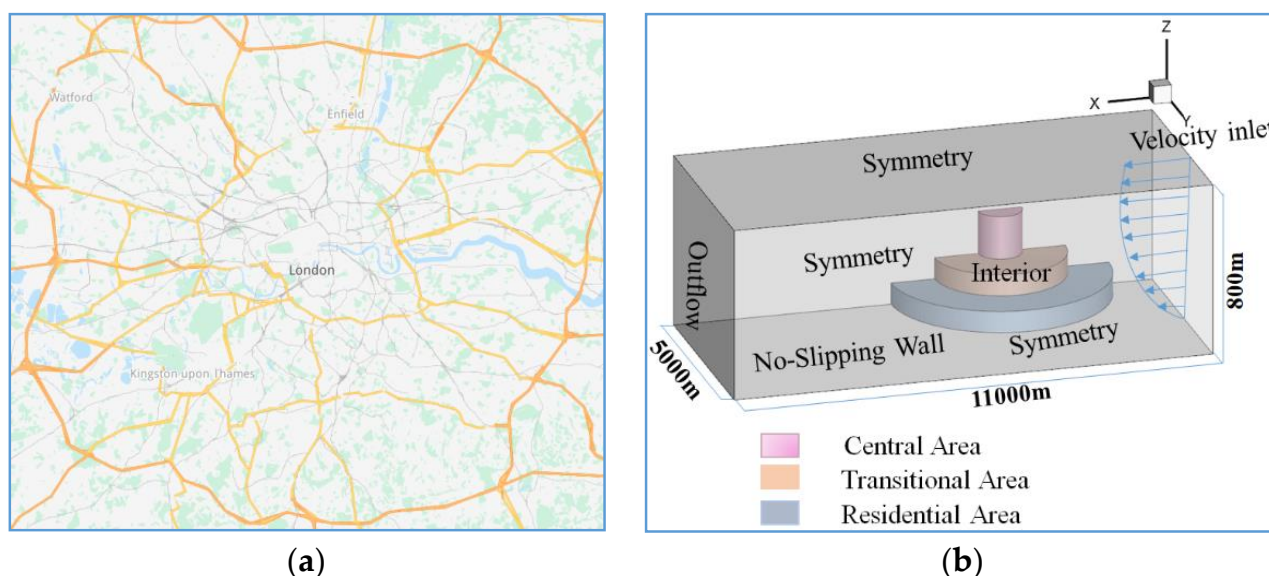 Watford
Enfield
London
Kingston upon Thames
(a)
Z
X
Y
Velocity inlet
Symmetry
Outflow
Symmetry
Interior
800m
No-Slipping Wall
Symmetry
5000m
11000m
Central Area
Transitional Area
Residential Area
(b)